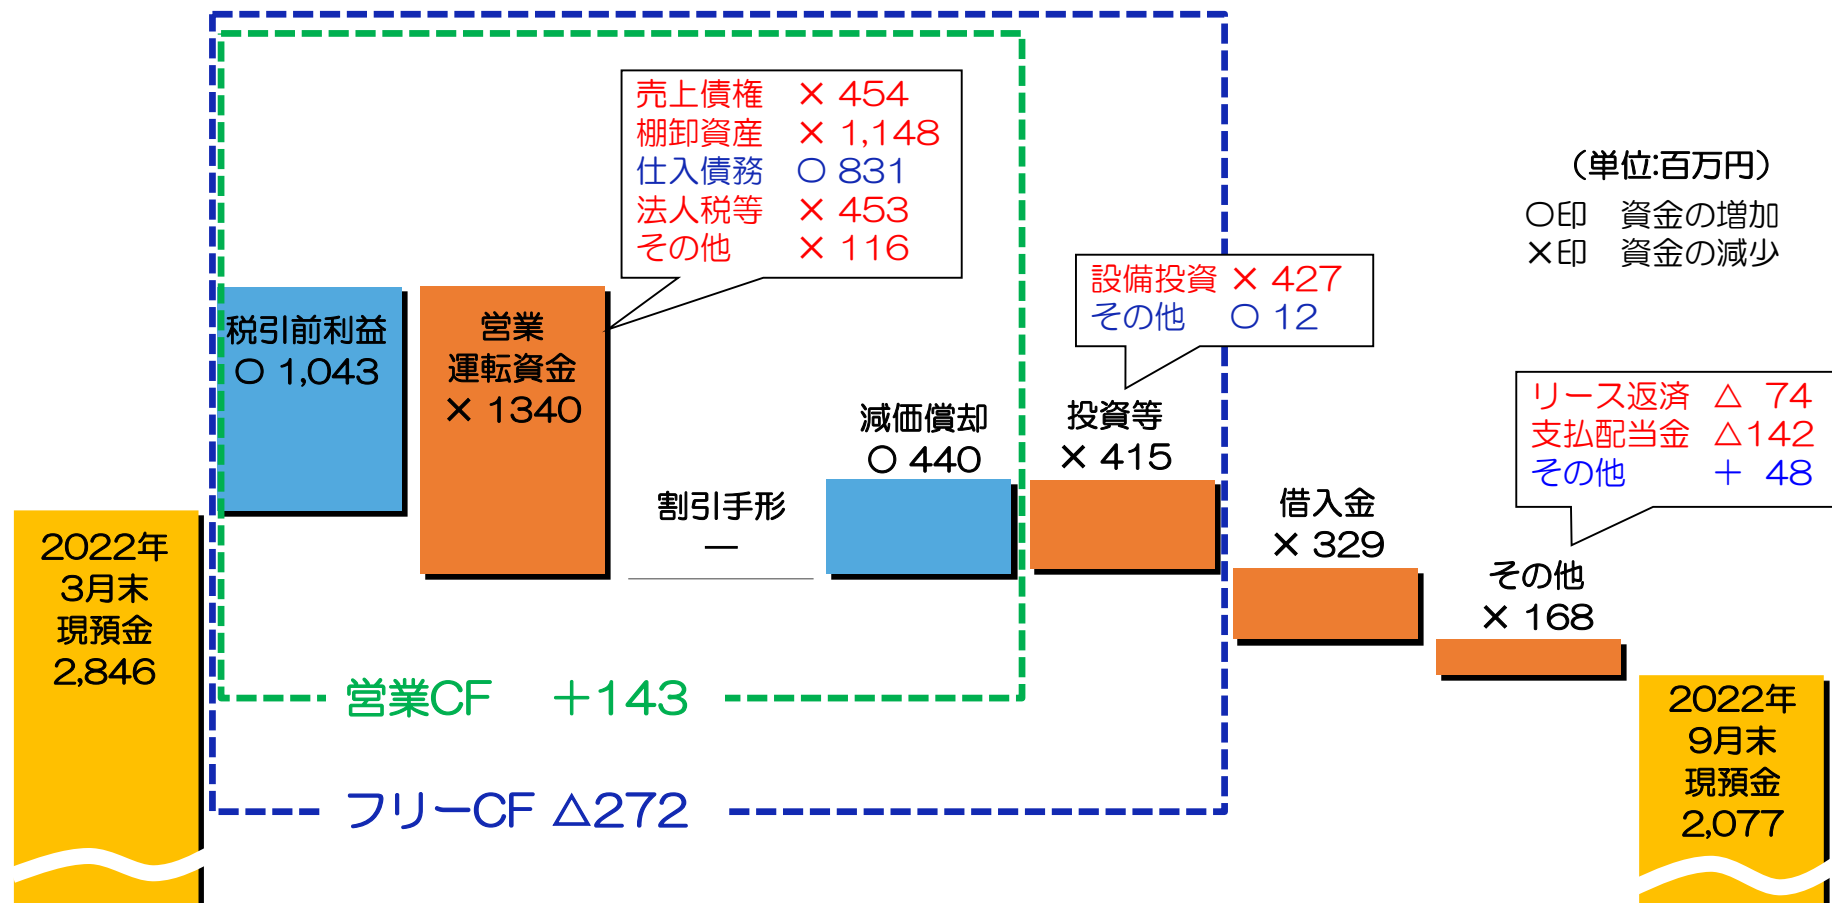 売上債権 × 454
棚卸資産 × 1,148
仕入債務 ○ 831
法人税等 × 453
その他 × 116
(単位:百万円)
○印 資金の増加
×印 資金の減少
設備投資 × 427
その他 ○ 12
税引前利益
○ 1,043
営業
運転資金
× 1340
減価償却
○ 440
投資等
× 415
リース返済 △ 74
支払配当金 △142
その他 + 48
割引手形
―
借入金
× 329
その他
× 168
2022年
3月末
現預金
2,846
営業CF +143
フリーCF △272
2022年
9月末
現預金
2,077